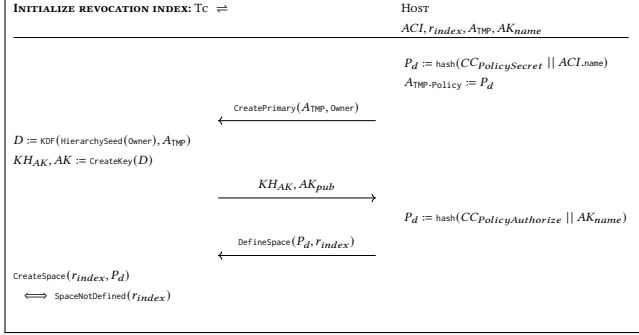 INITIALIZE REVOCATION INDEX: Tc ⇌ Host
ACI, r_index, A_TMP, AK_name
P_d := hash(CC_PolicySecret || ACI.name)
A_TMP.Policy := P_d
CreatePrimary(A_TMP, Owner)
D := KDF(HierarchySeed(Owner), A_TMP)
KH_AK, AK := CreateKey(D)
KH_AK, AK_pub
P_d := hash(CC_PolicyAuthorize || AK_name)
DefineSpace(P_d, r_index)
CreateSpace(r_index, P_d)
⟺ SpaceNotDefined(r_index)